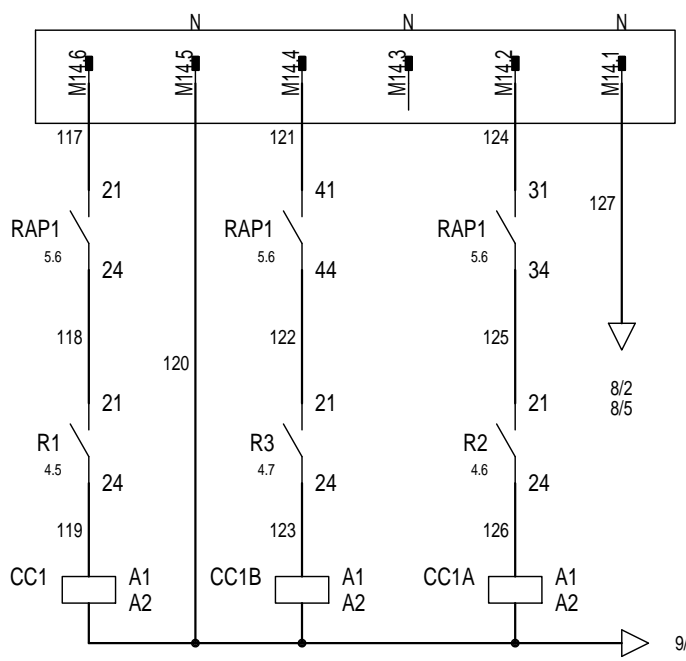 N N N
M14.6 M14.5 M14.4 M14.3 M14.2 M14.1
117 121 124
21 41 31
127
RAP1 RAP1 RAP1
5.6 5.6 5.6
24 44 34
118 122 125
120
8/2
8/5
21 21 21
R1 R3 R2
4.5 4.7 4.6
24 24 24
119 123 126
CC1 A1 CC1B A1 CC1A A1
A2 A2 A2
9/